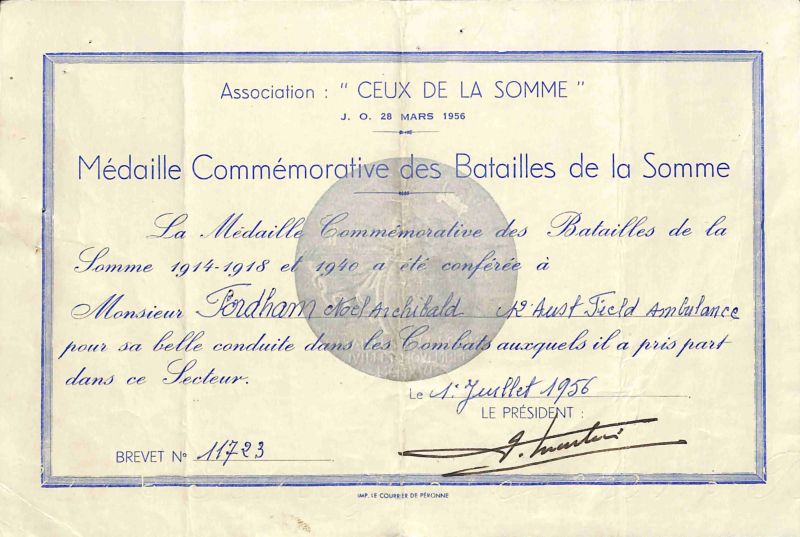 Association : " CEUX DE LA SOMME "
J. O. 28 MARS 1956
Médaille Commémorative des Batailles de la Somme
La Médaille Commémorative des Batailles de la
Somme 1914-1918 et 1940 a été conférée à
Monsieur Fordham Noel Archibald 12 Aust Field Ambulance
pour sa belle conduite dans les Combats auxquels il a pris part
dans ce Secteur.
Le 1. Juillet 1956
LE PRÉSIDENT :
BREVET No 11723
IMP. LE COURRIER DE PÉRONNE